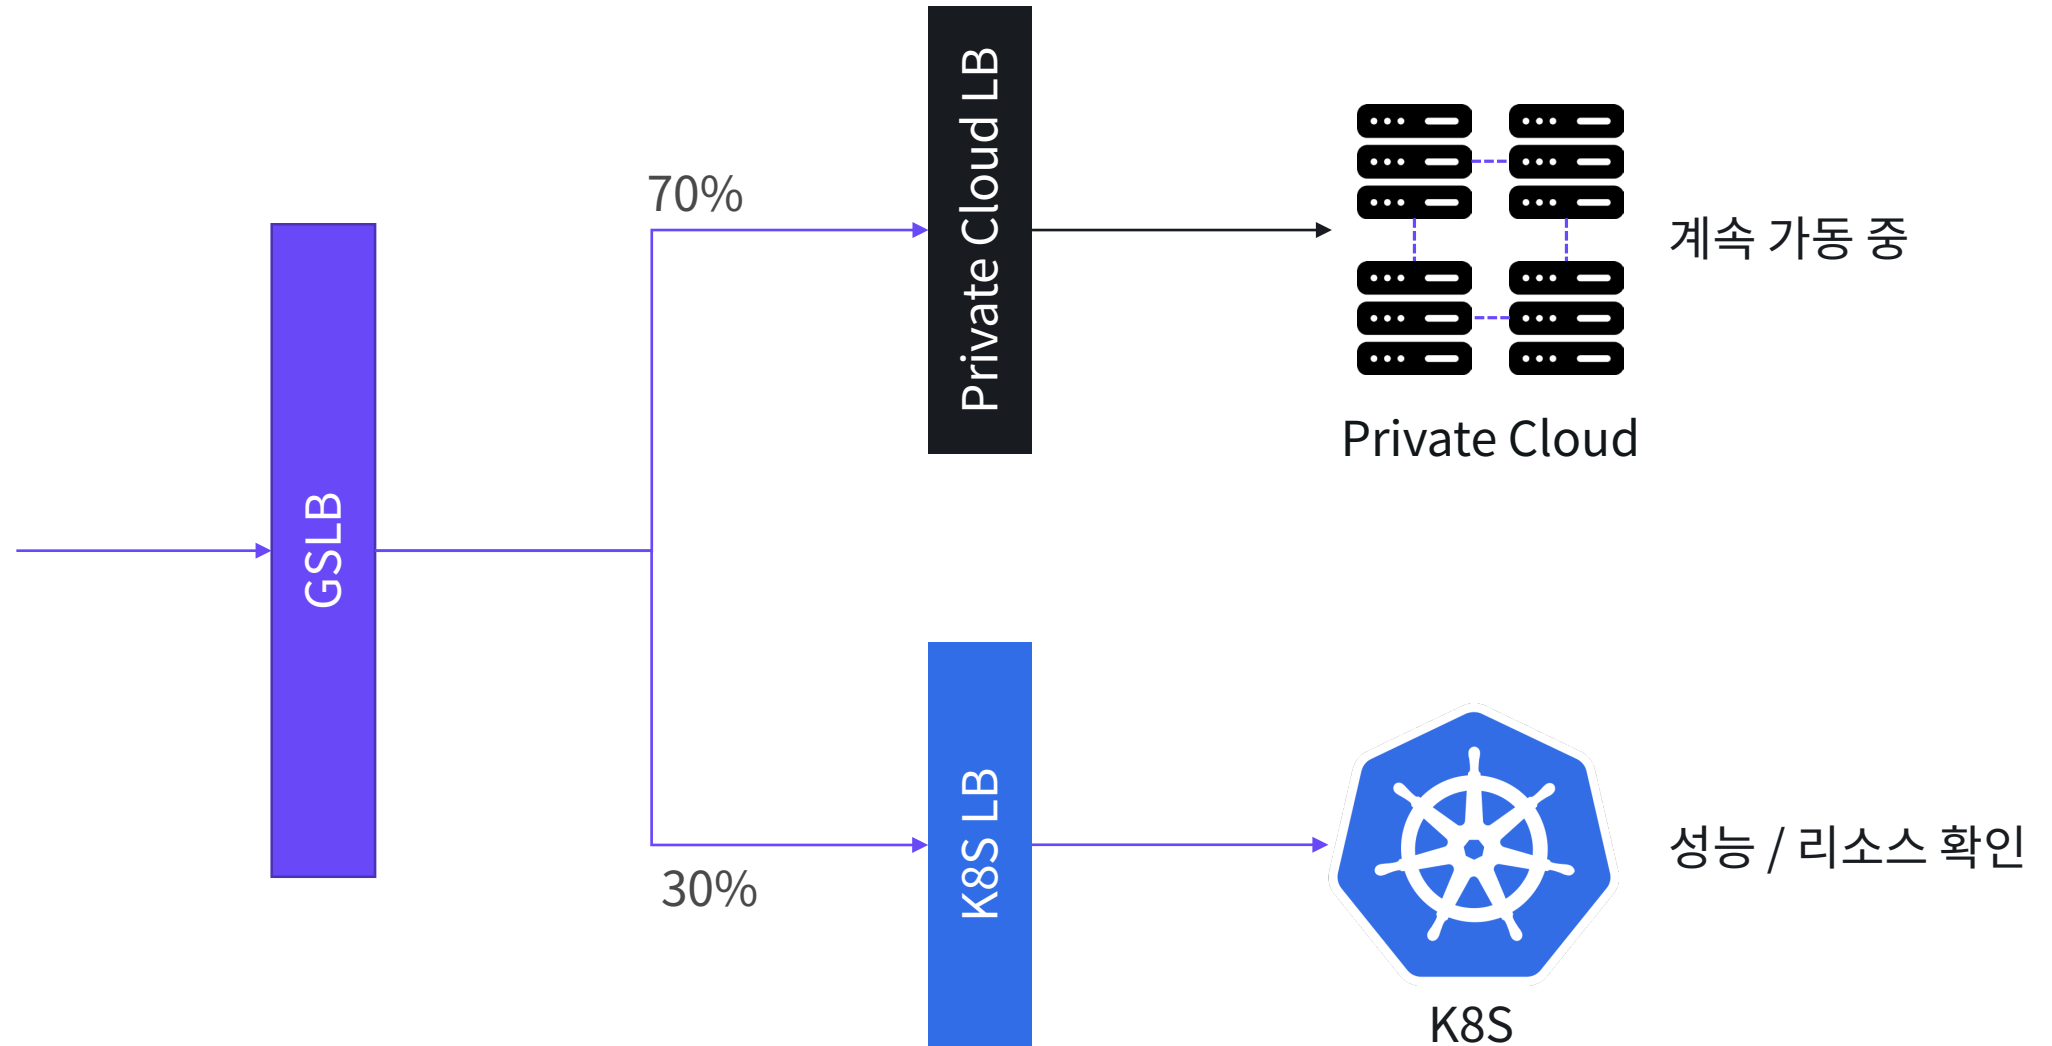 GSLB
70%
Private Cloud LB
계속 가동 중
Private Cloud
30%
K8S LB
성능 / 리소스 확인
K8S